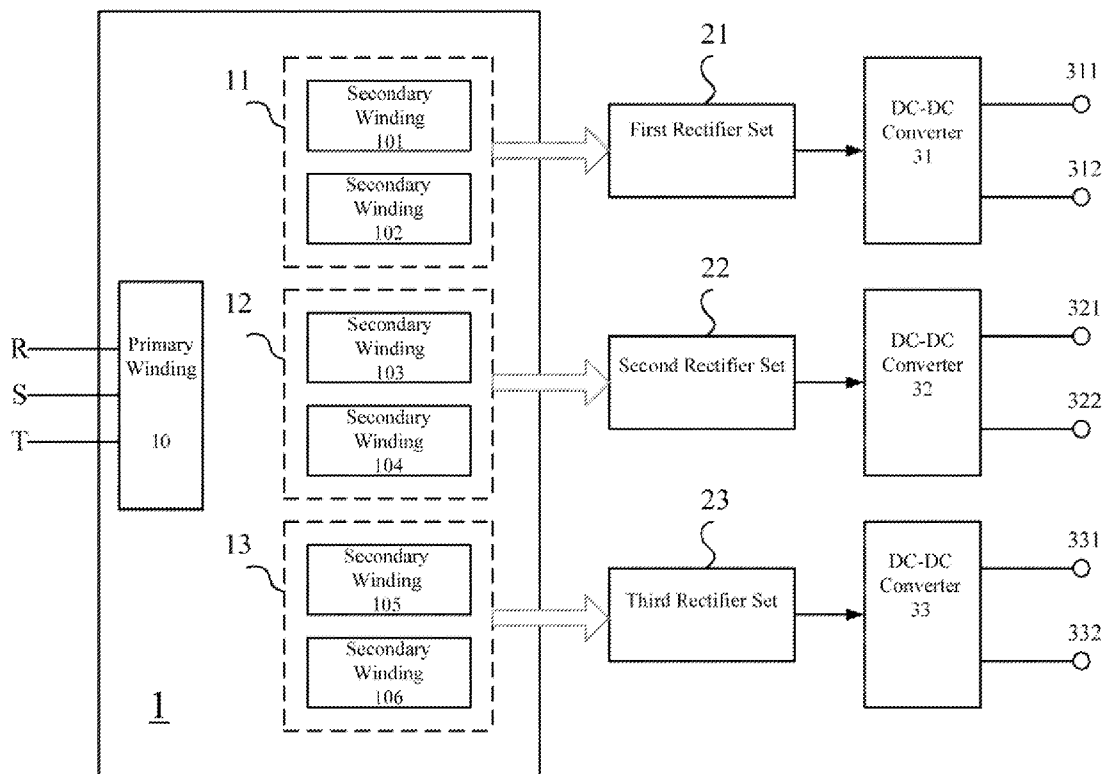 R
S
T
Primary
Winding
10
1
11
Secondary
Winding
101
Secondary
Winding
102
12
Secondary
Winding
103
Secondary
Winding
104
13
Secondary
Winding
105
Secondary
Winding
106
21
First Rectifier Set
22
Second Rectifier Set
23
Third Rectifier Set
DC-DC
Converter
31
311
312
DC-DC
Converter
32
321
322
DC-DC
Converter
33
331
332